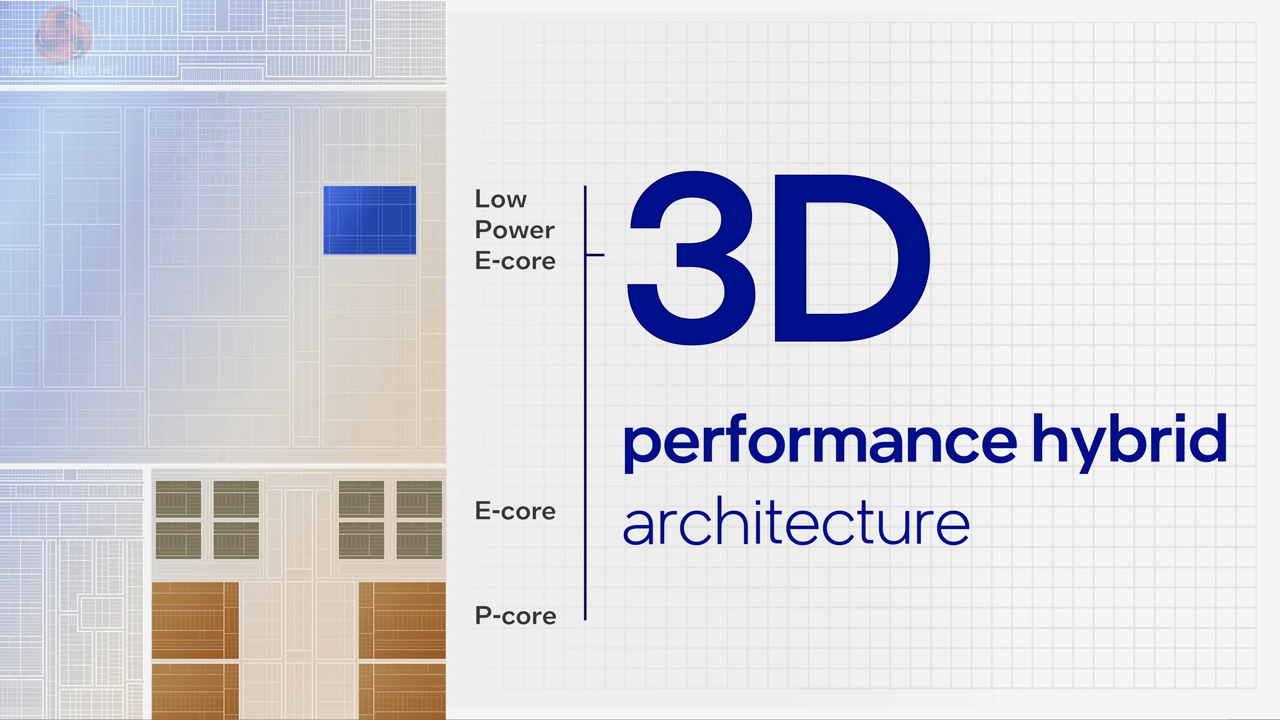 Low
Power
E-core
3D
performance hybrid
architecture
E-core
P-core